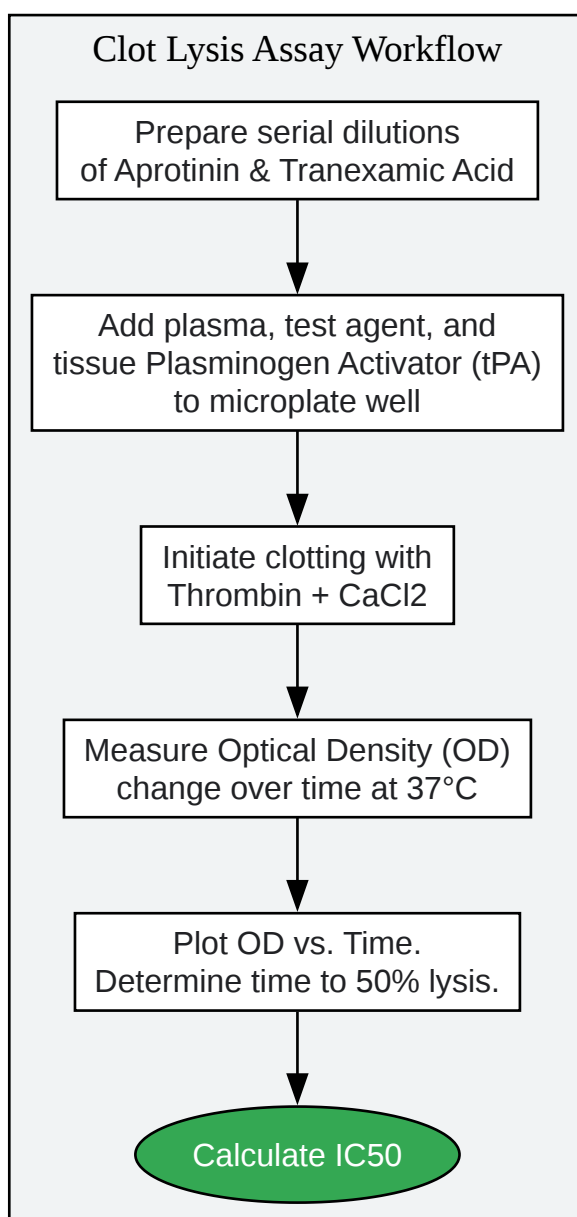 Clot Lysis Assay Workflow
Prepare serial dilutions
of Aprotinin & Tranexamic Acid
Add plasma, test agent, and
tissue Plasminogen Activator (tPA)
to microplate well
Initiate clotting with
Thrombin + CaCl2
Measure Optical Density (OD)
change over time at 37°C
Plot OD vs. Time.
Determine time to 50% lysis.
Calculate IC50